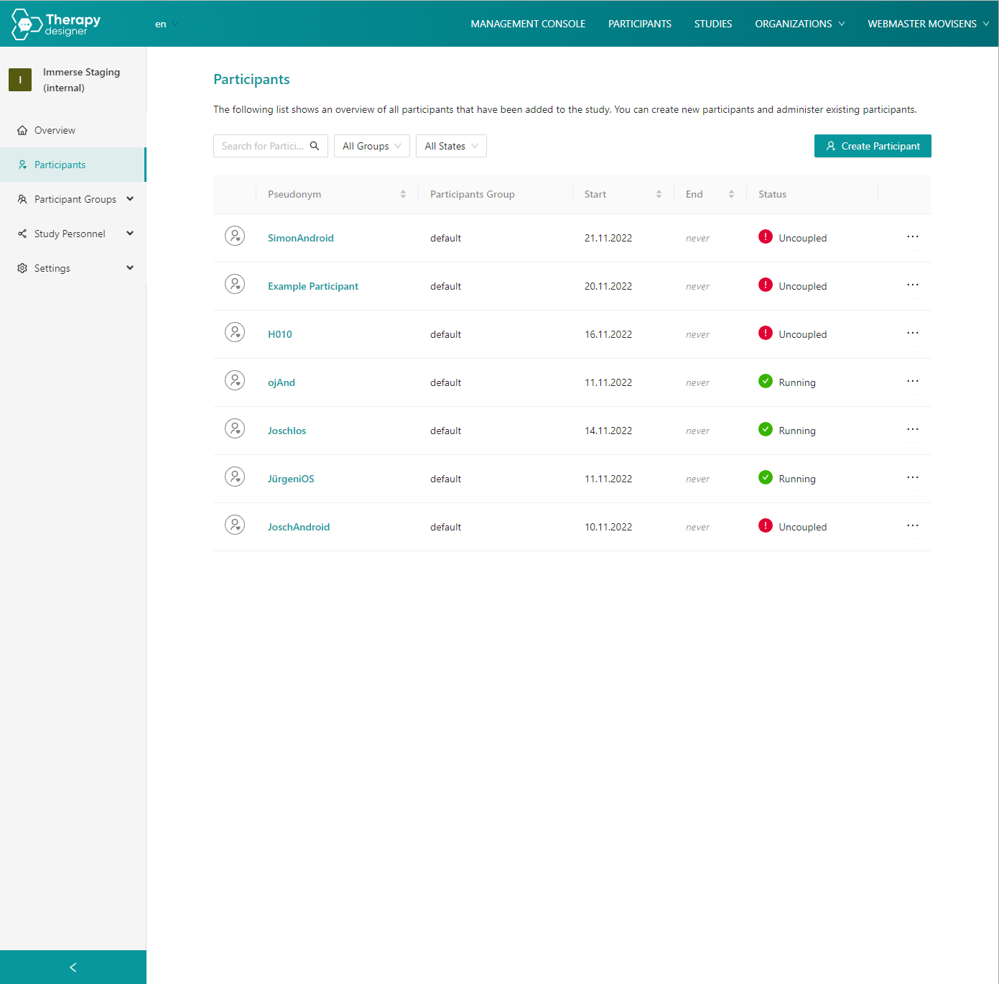 Therapy
designer
en
MANAGEMENT CONSOLE
PARTICIPANTS
STUDIES
ORGANIZATIONS
WEBMASTER MOVISENS
I
Immerse Staging
(internal)
Overview
Participants
Participant Groups
Study Personnel
Settings
Participants
The following list shows an overview of all participants that have been added to the study. You can create new participants and administer existing participants.
Search for Partici... All Groups All States Create Participant
Pseudonym Participants Group Start End Status
SimonAndroid default 21.11.2022 never Uncoupled ...
Example Participant default 20.11.2022 never Uncoupled ...
H010 default 16.11.2022 never Uncoupled ...
ojAnd default 11.11.2022 never Running ...
JoschIos default 14.11.2022 never Running ...
JürgeniOS default 11.11.2022 never Running ...
JoschAndroid default 10.11.2022 never Uncoupled ...